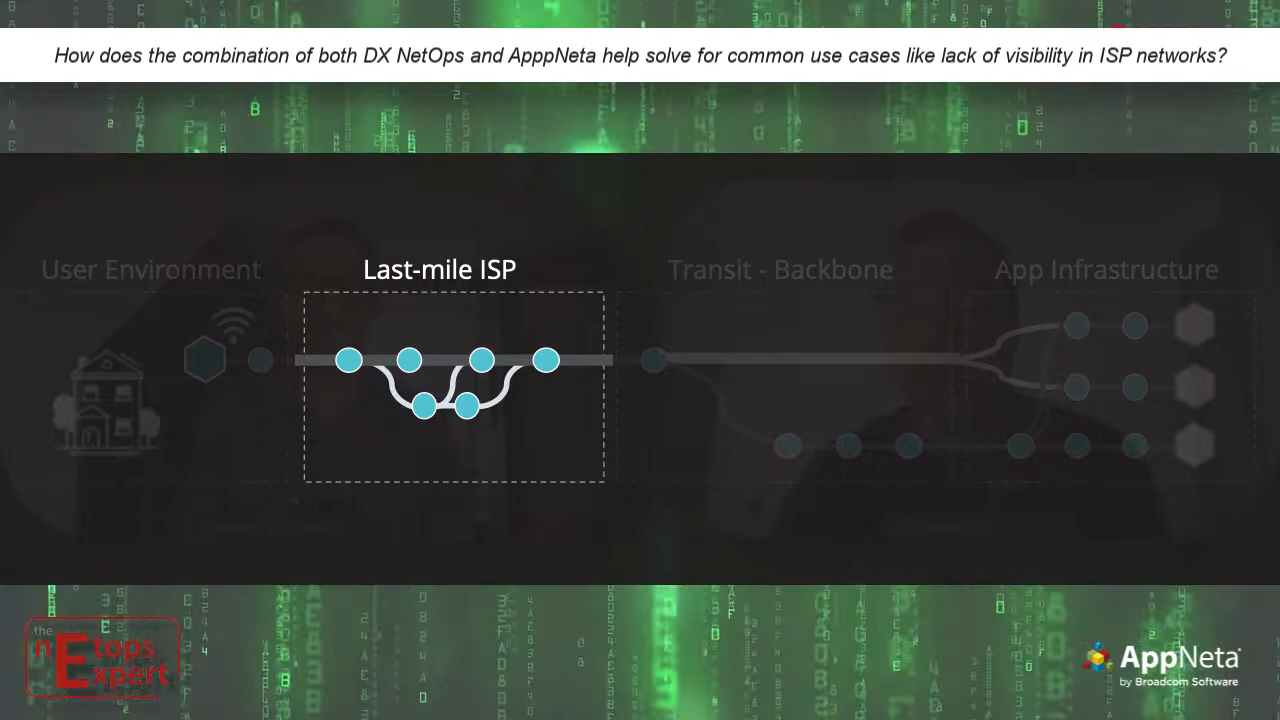 How does the combination of both DX NetOps and ApppNeta help solve for common use cases like lack of visibility in ISP networks?
User Environment
Last-mile ISP
Transit - Backbone
App Infrastructure
the
nEtops
Expert
AppNeta
by Broadcom Software